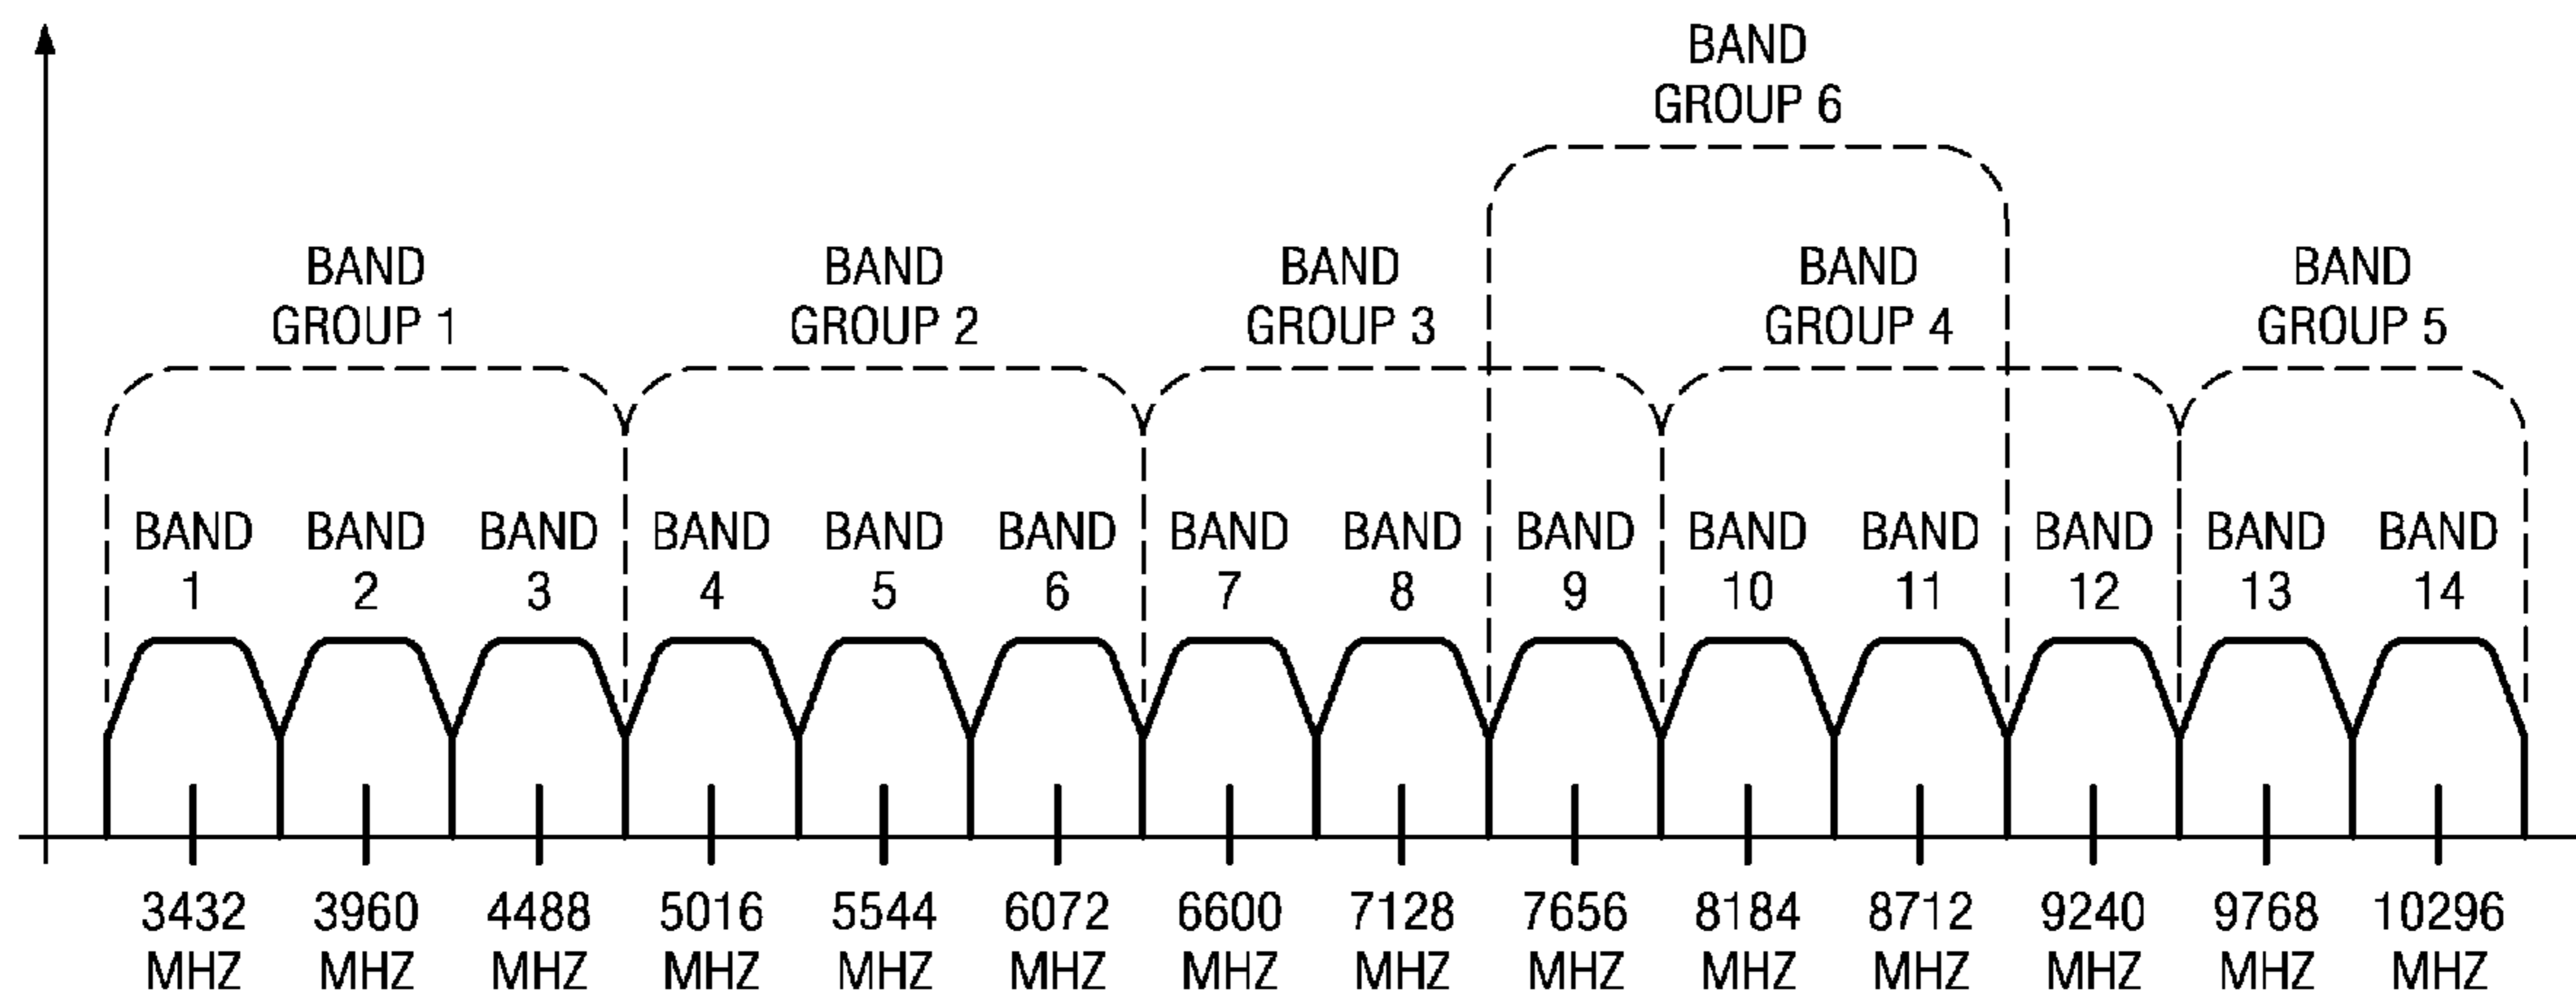 BAND
GROUP 6
BAND
GROUP 1
BAND
GROUP 2
BAND
GROUP 3
BAND
GROUP 4
BAND
GROUP 5
BAND
1
BAND
2
BAND
3
BAND
4
BAND
5
BAND
6
BAND
7
BAND
8
BAND
9
BAND
10
BAND
11
BAND
12
BAND
13
BAND
14
3432
MHZ
3960
MHZ
4488
MHZ
5016
MHZ
5544
MHZ
6072
MHZ
6600
MHZ
7128
MHZ
7656
MHZ
8184
MHZ
8712
MHZ
9240
MHZ
9768
MHZ
10296
MHZ